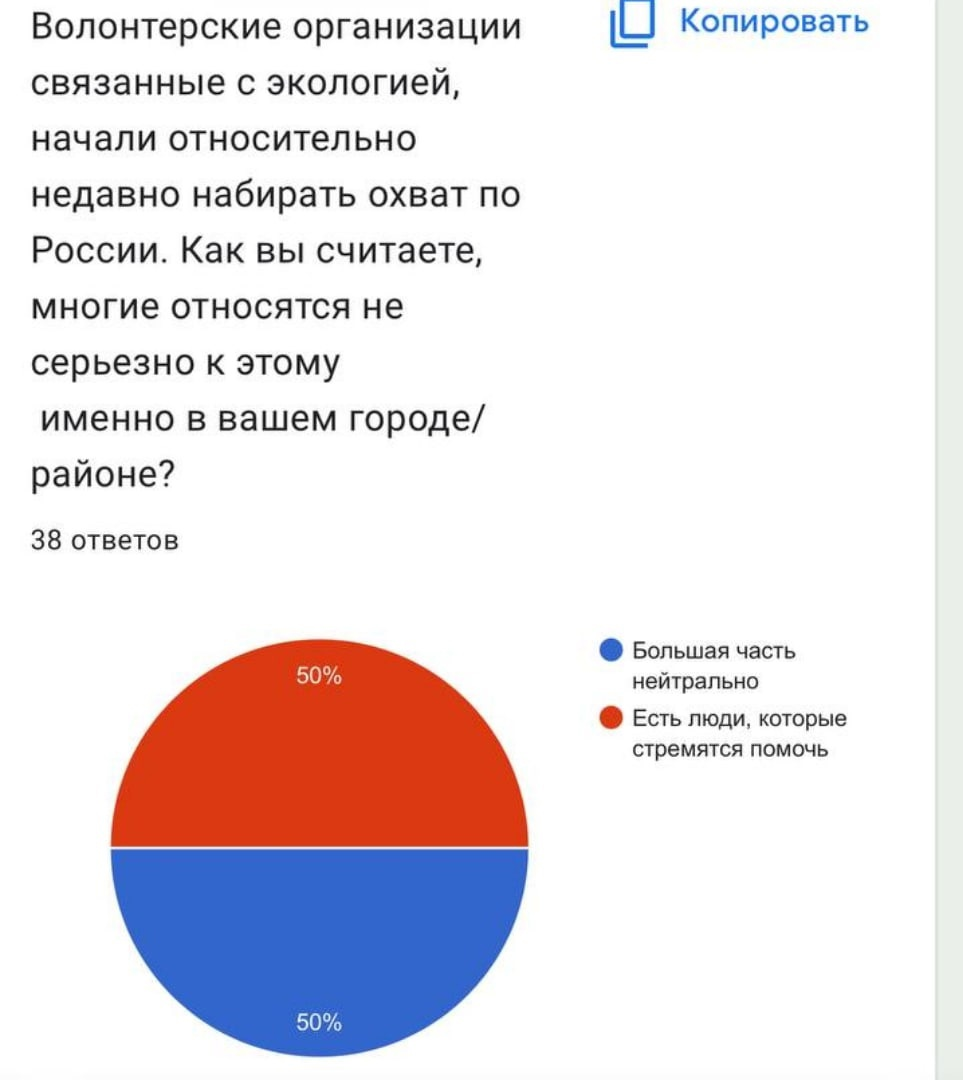 Волонтерские организации
связанные с экологией,
начали относительно
недавно набирать охват по
России. Как вы считаете,
многие относятся не
серьезно к этому
именно в вашем городе/
районе?
Копировать
38 ответов
50%
50%
Большая часть
нейтрально
Есть люди, которые
стремятся помочь